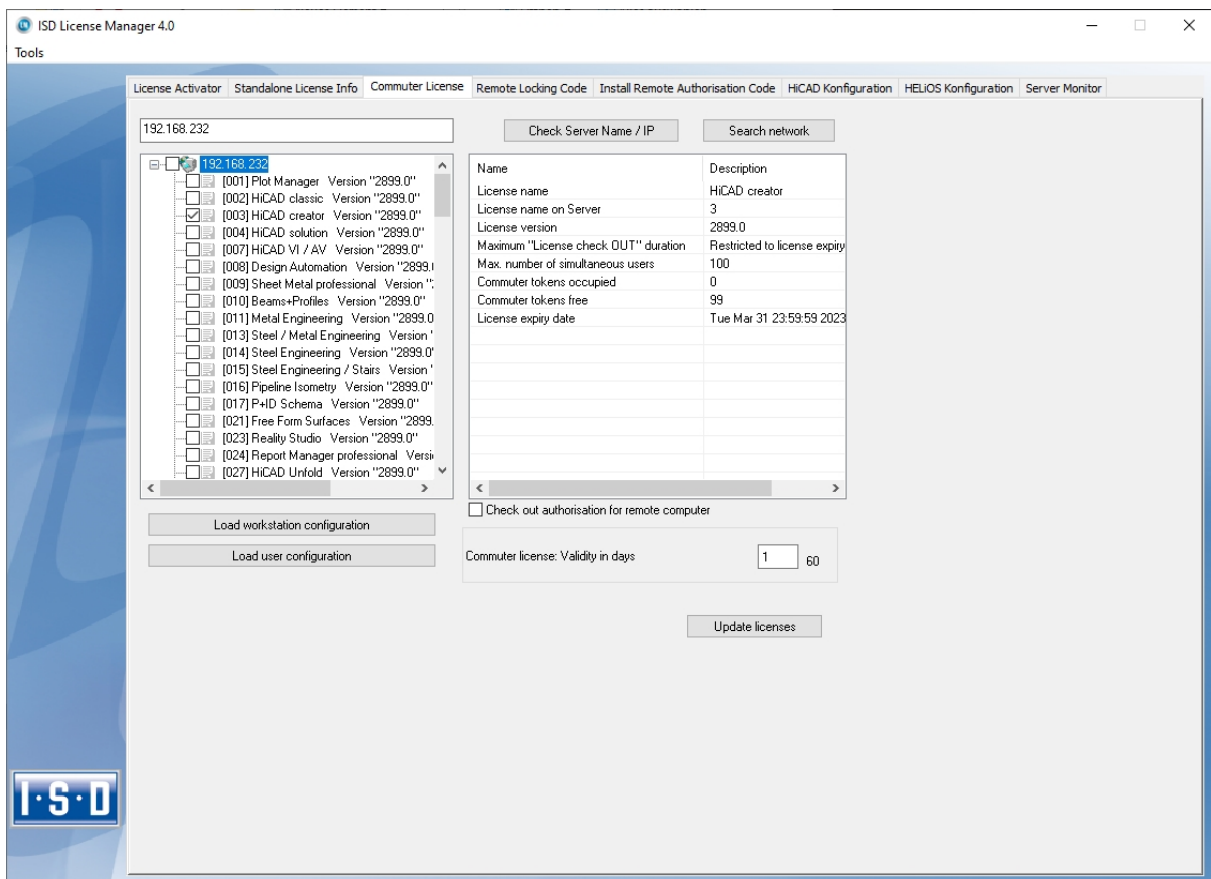 ISD License Manager 4.0
Tools
License Activator Standalone License Info Commuter License Remote Locking Code Install Remote Authorisation Code HiCAD Konfiguration HELiOS Konfiguration Server Monitor
192.168.232
Check Server Name / IP Search network
192.168.232
[001] Plot Manager Version "2899.0"
[002] HiCAD classic Version "2899.0"
[003] HiCAD creator Version "2899.0"
[004] HiCAD solution Version "2899.0"
[007] HiCAD VI / AV Version "2899.0"
[008] Design Automation Version "2899.
[009] Sheet Metal professional Version "
[010] Beams+Profiles Version "2899.0"
[011] Metal Engineering Version "2899.0
[013] Steel / Metal Engineering Version "
[014] Steel Engineering Version "2899.0"
[015] Steel Engineering / Stairs Version "
[016] Pipeline Isometry Version "2899.0"
[017] P+ID Schema Version "2899.0"
[021] Free Form Surfaces Version "2899.
[023] Reality Studio Version "2899.0"
[024] Report Manager professional Versi
[027] HiCAD Unfold Version "2899.0"
Name Description
License name HiCAD creator
License name on Server 3
License version 2899.0
Maximum "License check OUT" duration Restricted to license expiry
Max. number of simultaneous users 100
Commuter tokens occupied 0
Commuter tokens free 99
License expiry date Tue Mar 31 23:59:59 2023
Check out authorisation for remote computer
Load workstation configuration
Load user configuration
Commuter license: Validity in days 1 60
Update licenses
I·S·D